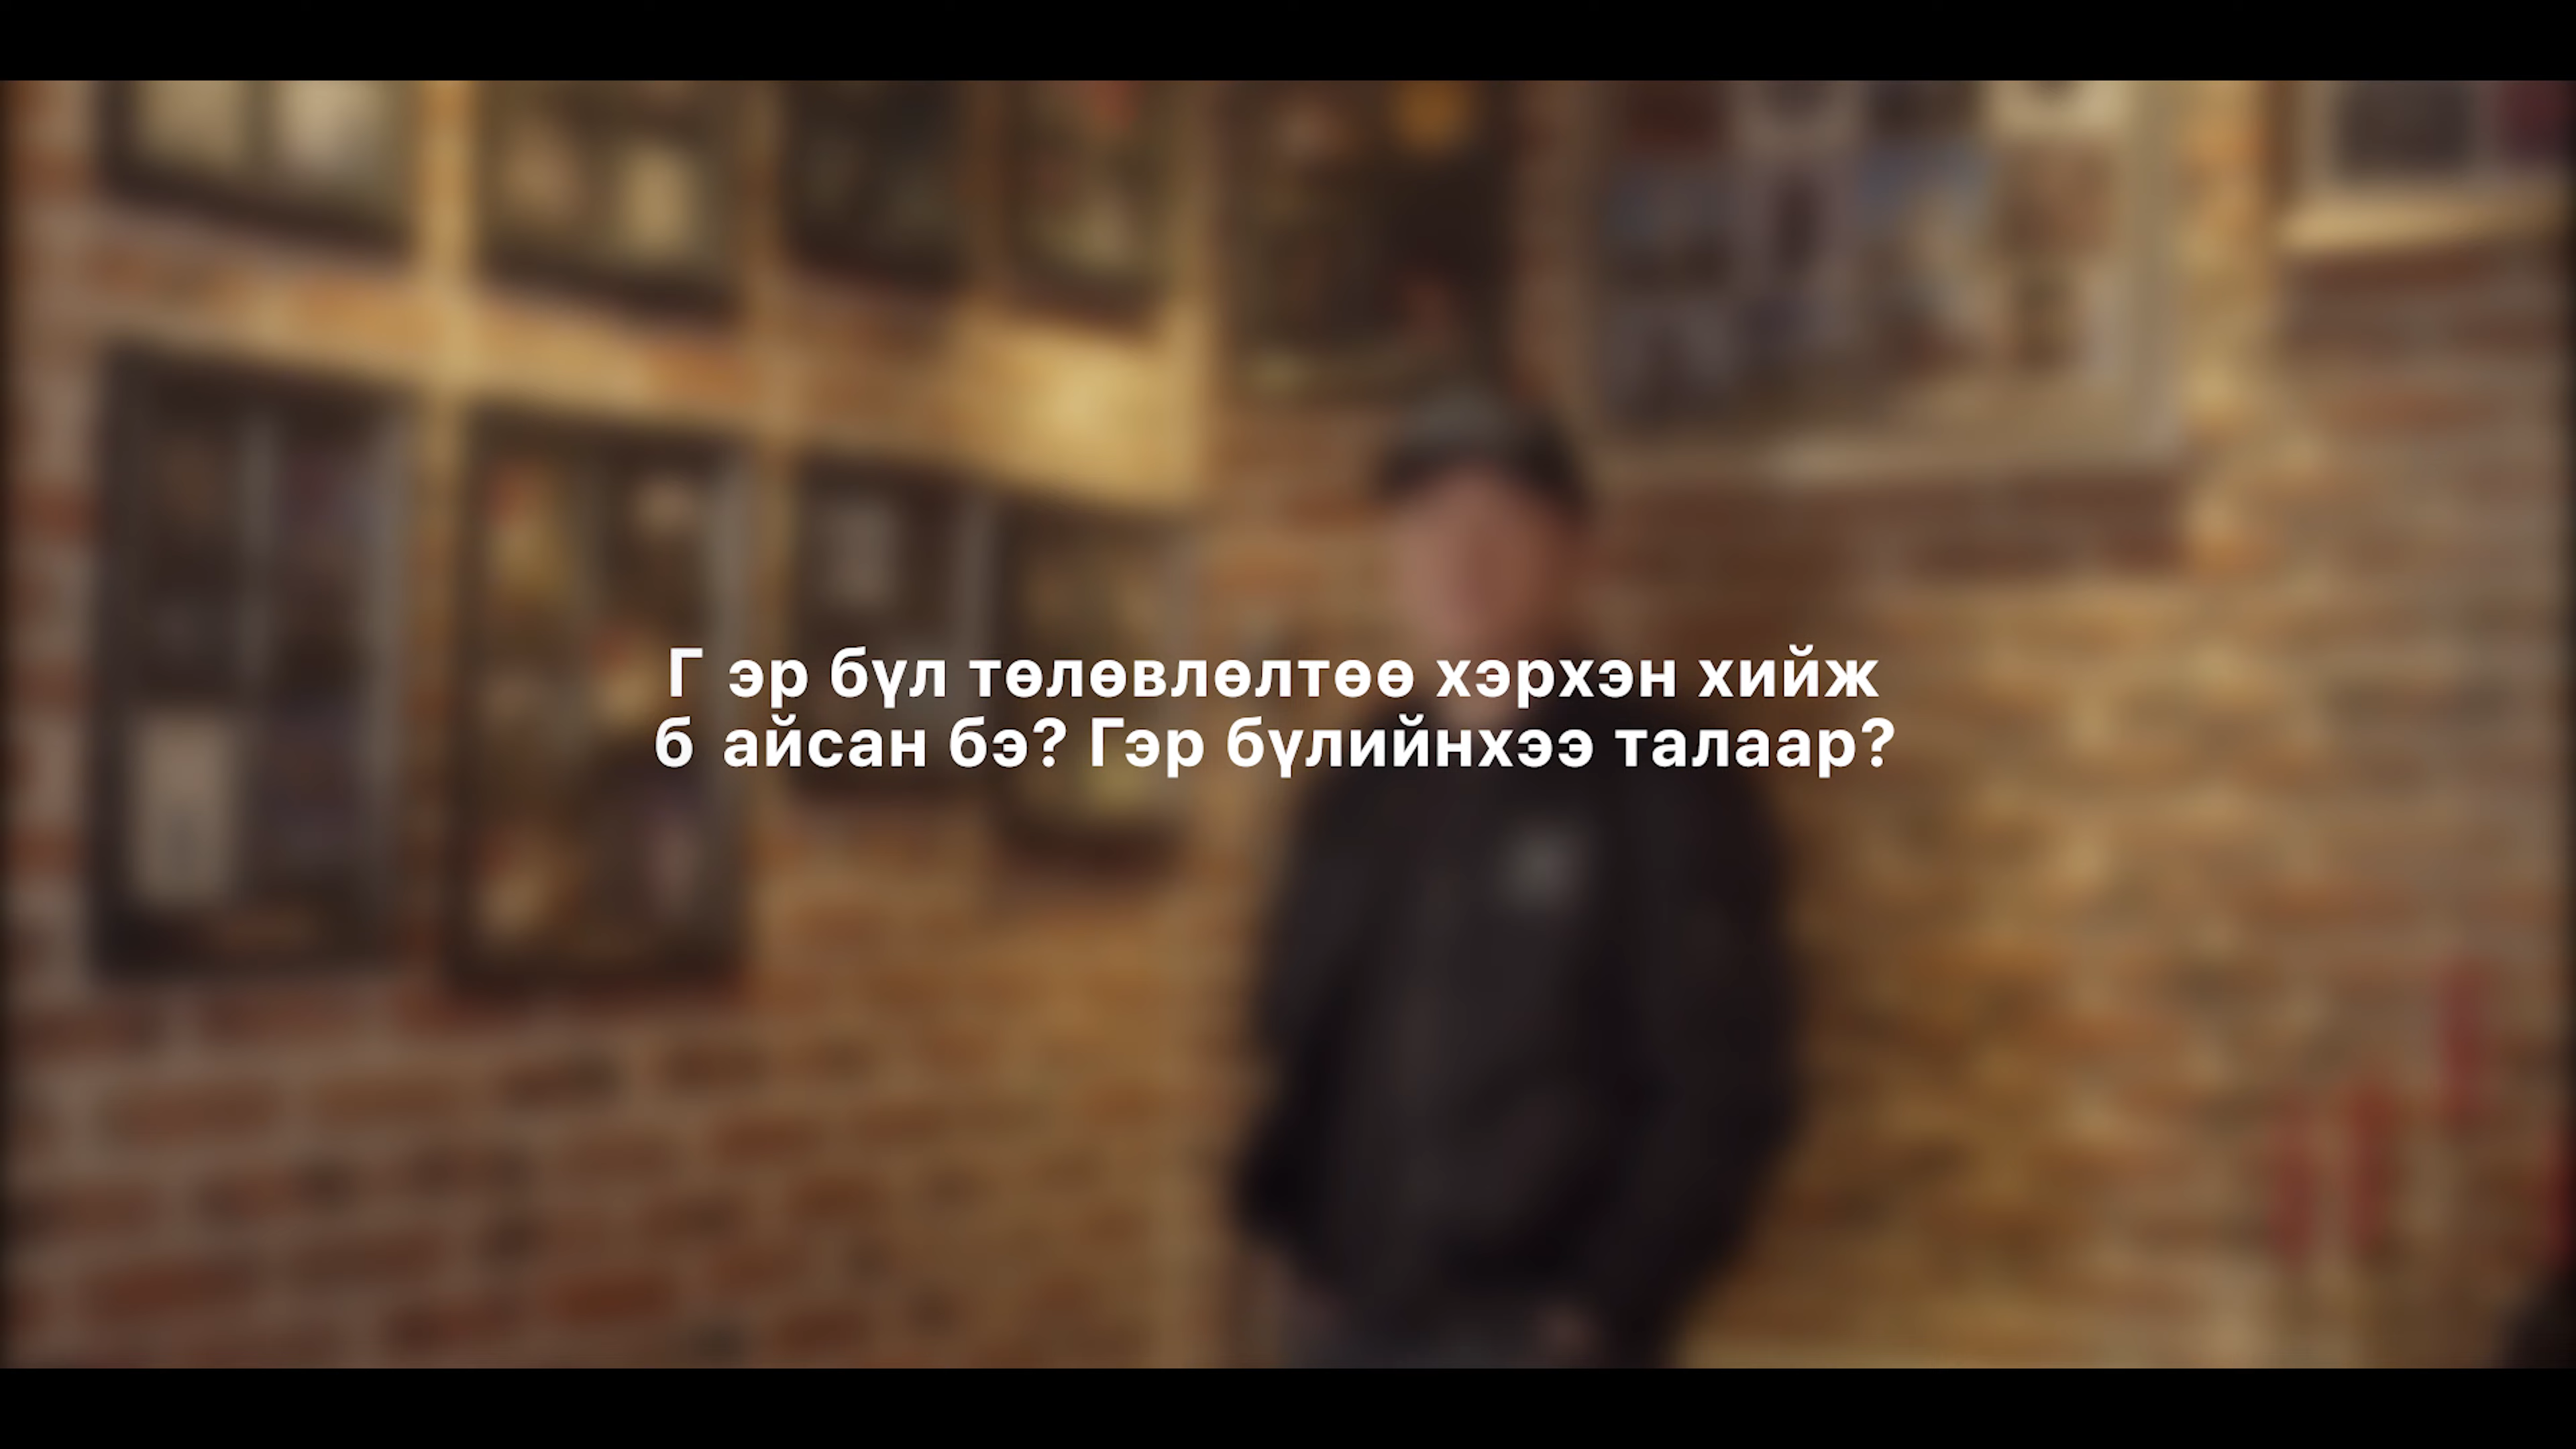 Г эр бүл төлөвлөлтөө хэрхэн хийж
б айсан бэ? Гэр бүлийнхээ талаар?